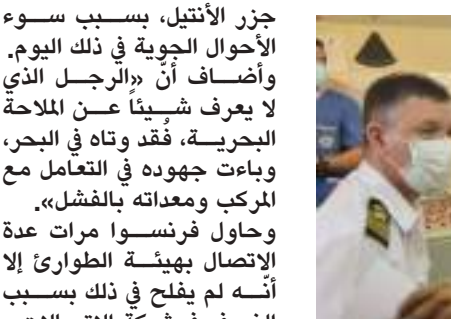 جزر الأنتيل، بسبب سوء
الأحوال الجوية في ذلك اليوم.
وأضاف أنّ «الرجل الذي
لا يعرف شيئاً عن الملاحة
البحرية، فُقد وتاه في البحر،
وباءت جهوده في التعامل مع
المركب ومعداته بالفشل».
وحاول فرنسوا مرات عدة
الاتصال بهيئة الطوارئ إلا
أنّه لم يفلح في ذلك بسبب